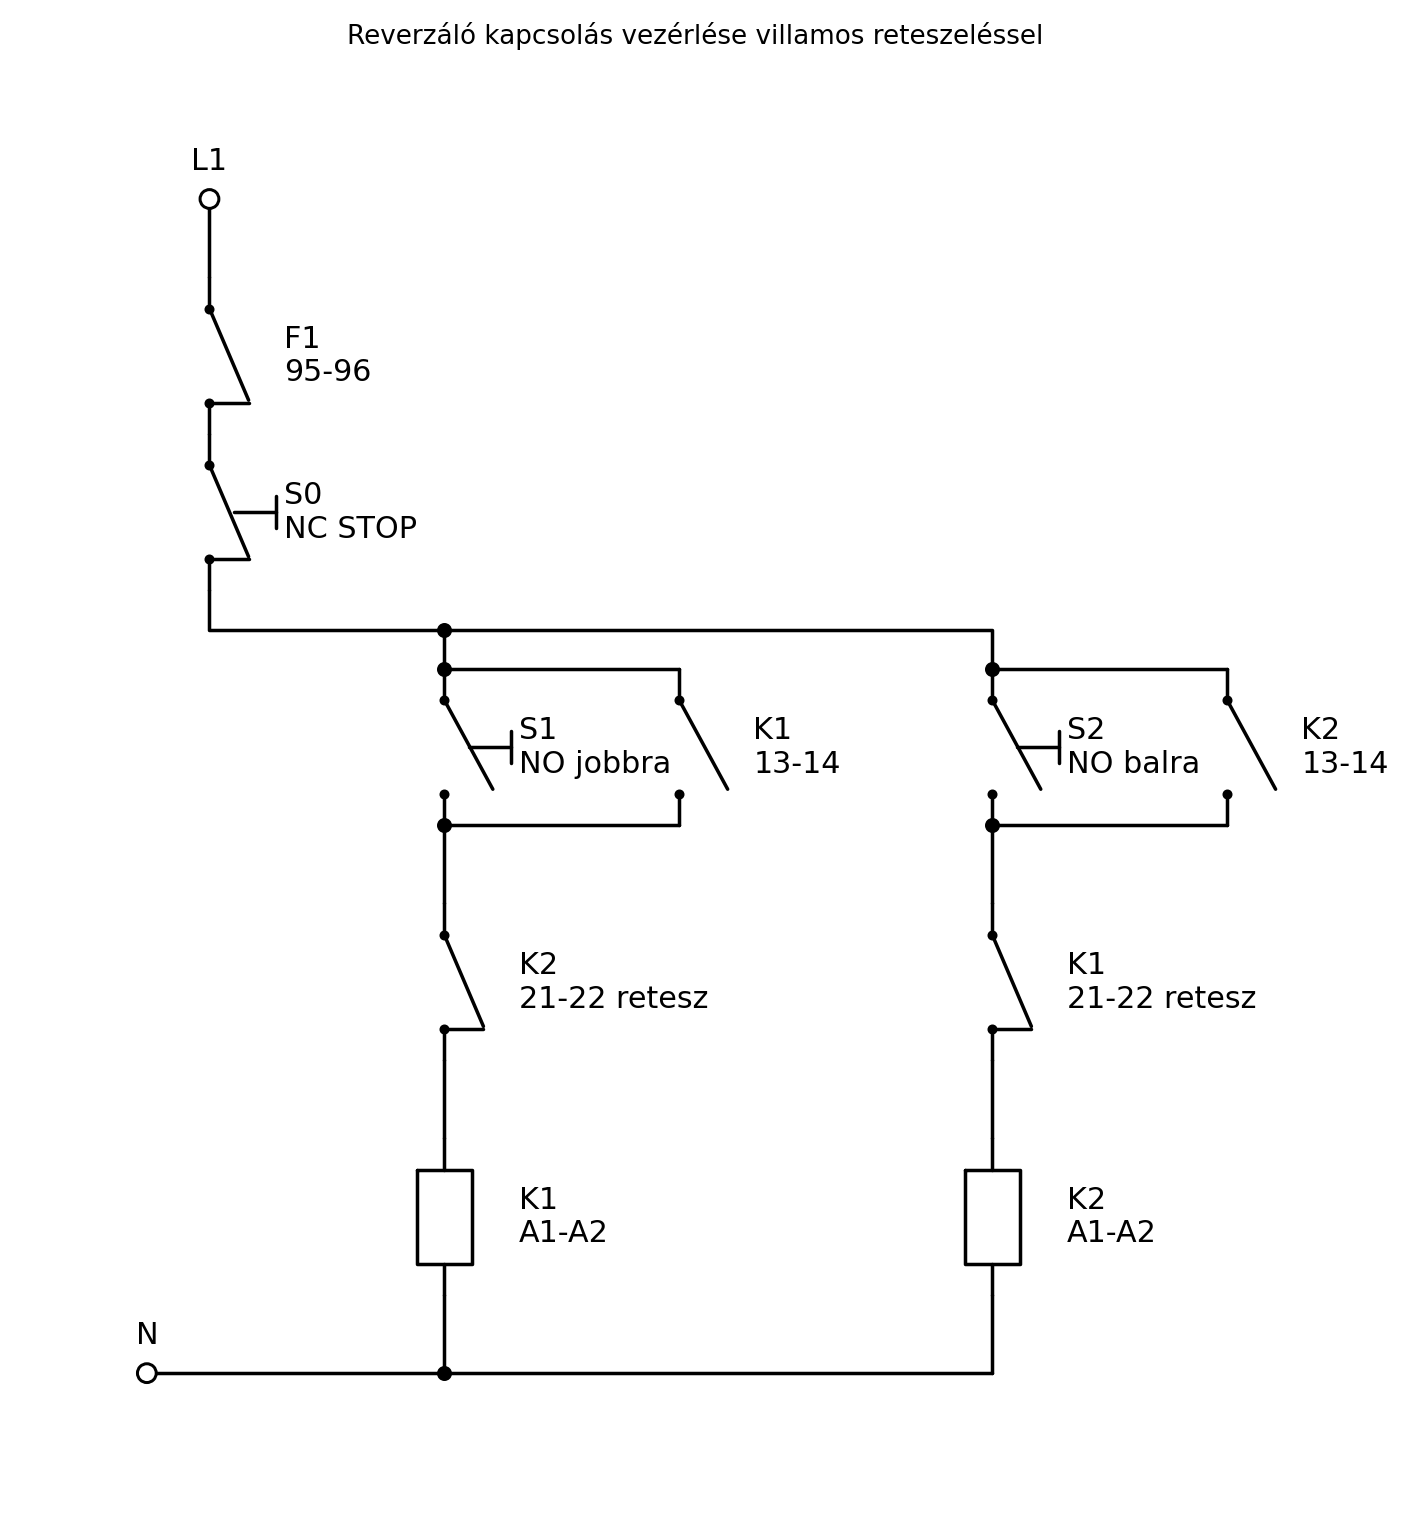 Reverzáló kapcsolás vezérlése villamos reteszeléssel
L1
F1
95-96
S0
NC STOP
S1
NO jobbra
K1
13-14
S2
NO balra
K2
13-14
K2
21-22 retesz
K1
21-22 retesz
K1
A1-A2
K2
A1-A2
N